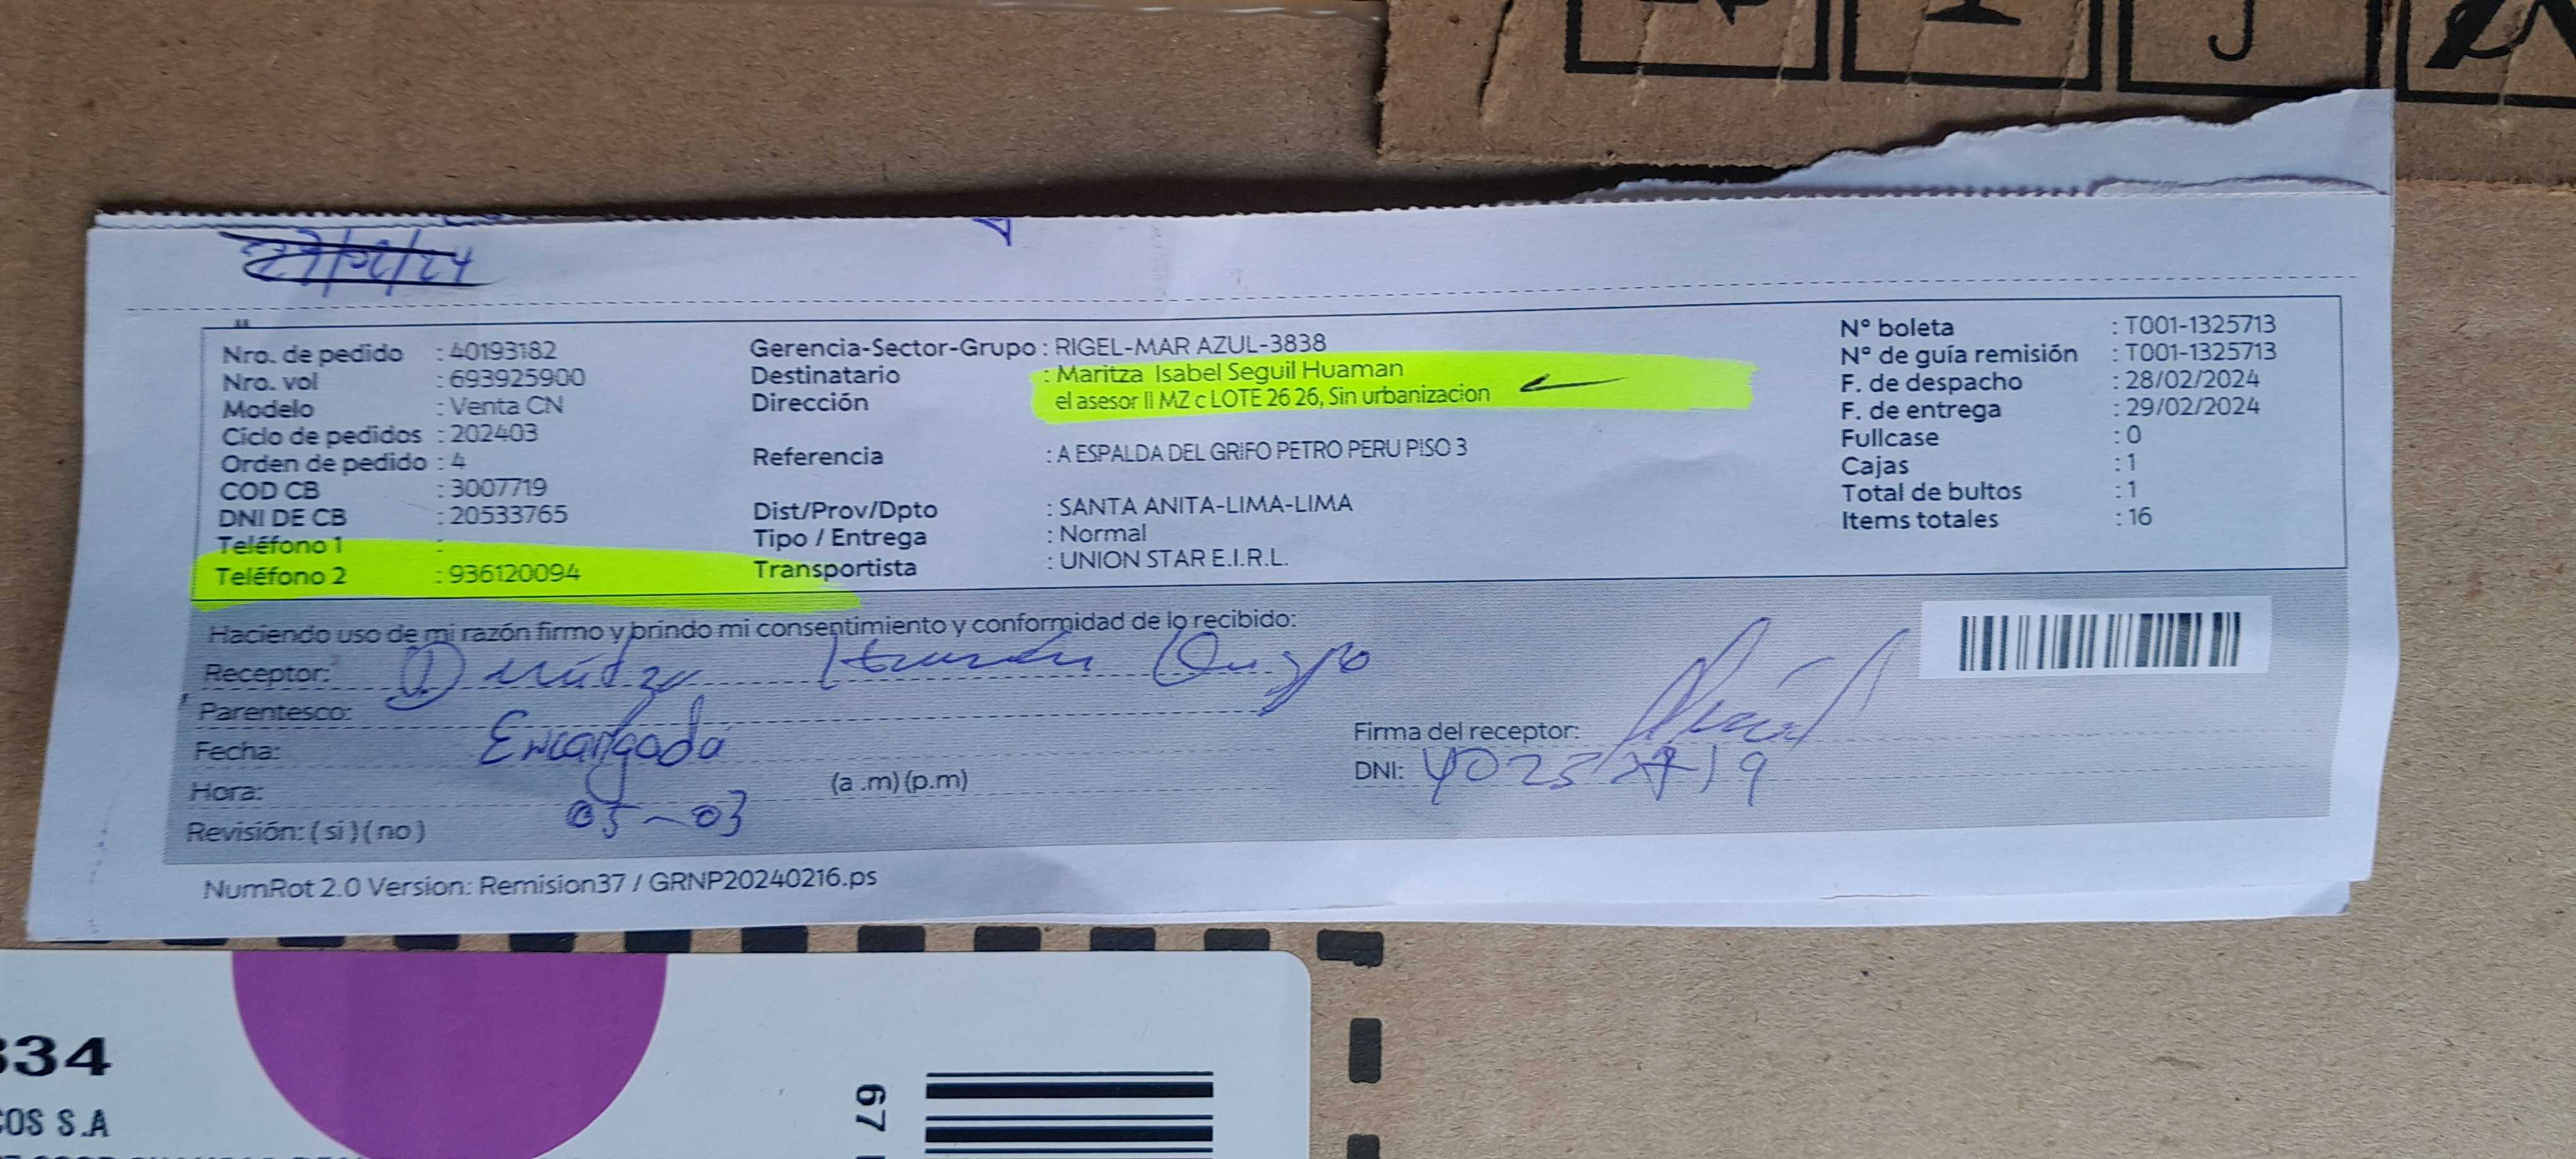 27/02/24
Nro. de pedido : 40193182
Nro. vol : 693925900
Modelo : Venta CN
Ciclo de pedidos : 202403
Orden de pedido : 4
COD CB : 3007719
DNI DE CB : 20533765
Teléfono 1 :
Teléfono 2 : 936120094
Gerencia-Sector-Grupo : RIGEL-MAR AZUL-3838
Destinatario : Maritza Isabel Seguil Huaman
Dirección el asesor II MZ c LOTE 26 26, Sin urbanizacion
Referencia : A ESPALDA DEL GRIFO PETRO PERU PISO 3
Dist/Prov/Dpto : SANTA ANITA-LIMA-LIMA
Tipo / Entrega : Normal
Transportista : UNION STAR E.I.R.L.
N° boleta : T001-1325713
N° de guía remisión : T001-1325713
F. de despacho : 28/02/2024
F. de entrega : 29/02/2024
Fullcase : 0
Cajas : 1
Total de bultos : 1
Items totales : 16
Haciendo uso de mi razón firmo y brindo mi consentimiento y conformidad de lo recibido:
Receptor: Huamán
Parentesco:
Fecha: Encargada
Hora: (a .m) (p.m)
05-03
Revisión: ( si ) ( no )
Firma del receptor:
DNI:
NumRot 2.0 Version: Remision37 / GRNP20240216.ps
334
COS S.A
67